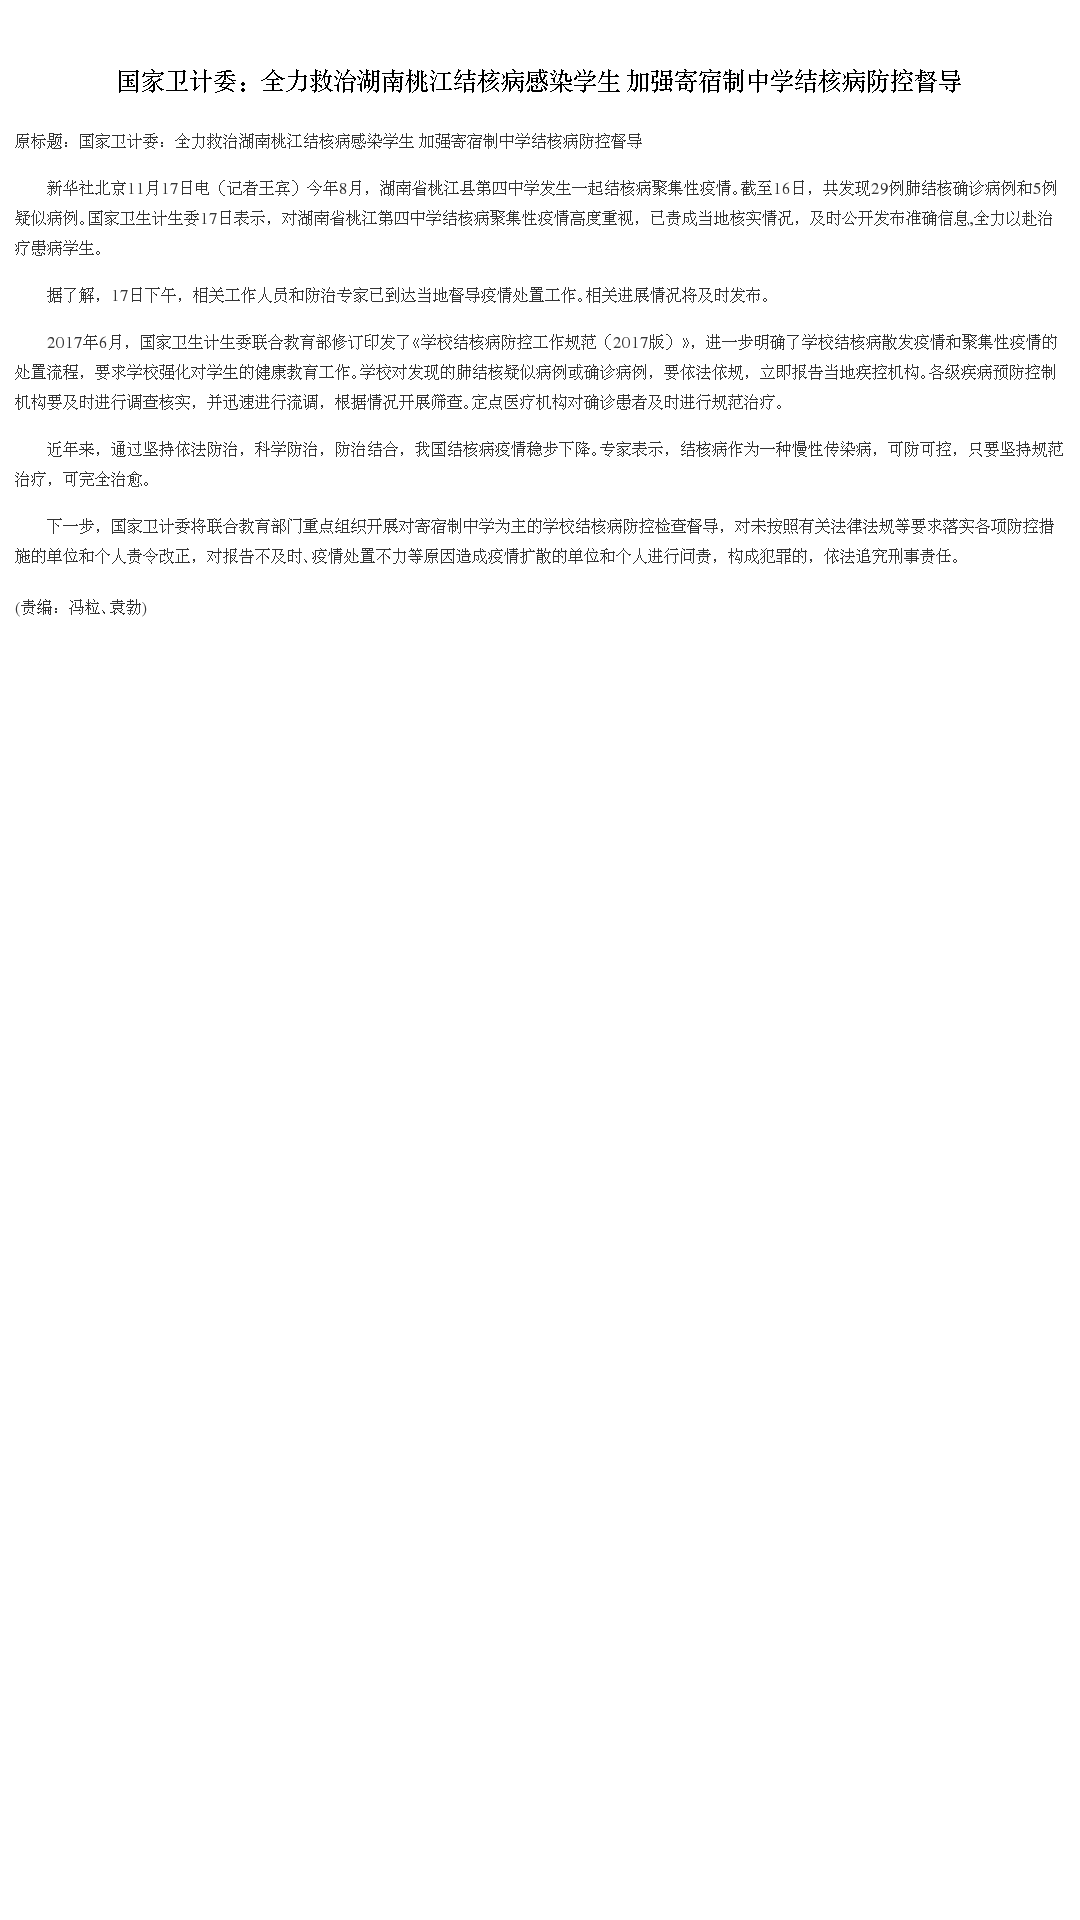 国家卫计委：全力救治湖南桃江结核病感染学生 加强寄宿制中学结核病防控督导
原标题：国家卫计委：全力救治湖南桃江结核病感染学生 加强寄宿制中学结核病防控督导
新华社北京11月17日电（记者王宾）今年8月，湖南省桃江县第四中学发生一起结核病聚集性疫情。截至16日，共发现29例肺结核确诊病例和5例
疑似病例。国家卫生计生委17日表示，对湖南省桃江第四中学结核病聚集性疫情高度重视，已责成当地核实情况，及时公开发布准确信息,全力以赴治
疗患病学生。
据了解，17日下午，相关工作人员和防治专家已到达当地督导疫情处置工作。相关进展情况将及时发布。
2017年6月，国家卫生计生委联合教育部修订印发了《学校结核病防控工作规范（2017版）》，进一步明确了学校结核病散发疫情和聚集性疫情的
处置流程，要求学校强化对学生的健康教育工作。学校对发现的肺结核疑似病例或确诊病例，要依法依规，立即报告当地疾控机构。各级疾病预防控制
机构要及时进行调查核实，并迅速进行流调，根据情况开展筛查。定点医疗机构对确诊患者及时进行规范治疗。
近年来，通过坚持依法防治，科学防治，防治结合，我国结核病疫情稳步下降。专家表示，结核病作为一种慢性传染病，可防可控，只要坚持规范
治疗，可完全治愈。
下一步，国家卫计委将联合教育部门重点组织开展对寄宿制中学为主的学校结核病防控检查督导，对未按照有关法律法规等要求落实各项防控措
施的单位和个人责令改正，对报告不及时、疫情处置不力等原因造成疫情扩散的单位和个人进行问责，构成犯罪的，依法追究刑事责任。
(责编：冯粒、袁勃)